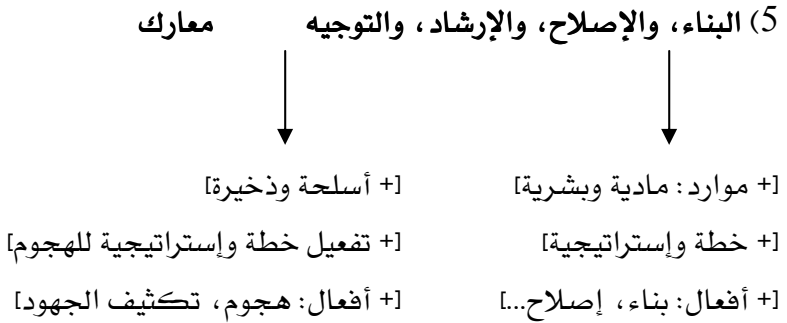 5) البناء، والإصلاح، والإرشاد، والتوجيه معارك
[+ موارد: مادية وبشرية] [+ أسلحة وذخيرة]
[+ خطة وإستراتيجية] [+ تفعيل خطة وإستراتيجية للهجوم]
[+ أفعال: بناء، إصلاح...] [+ أفعال: هجوم، تكثيف الجهود]